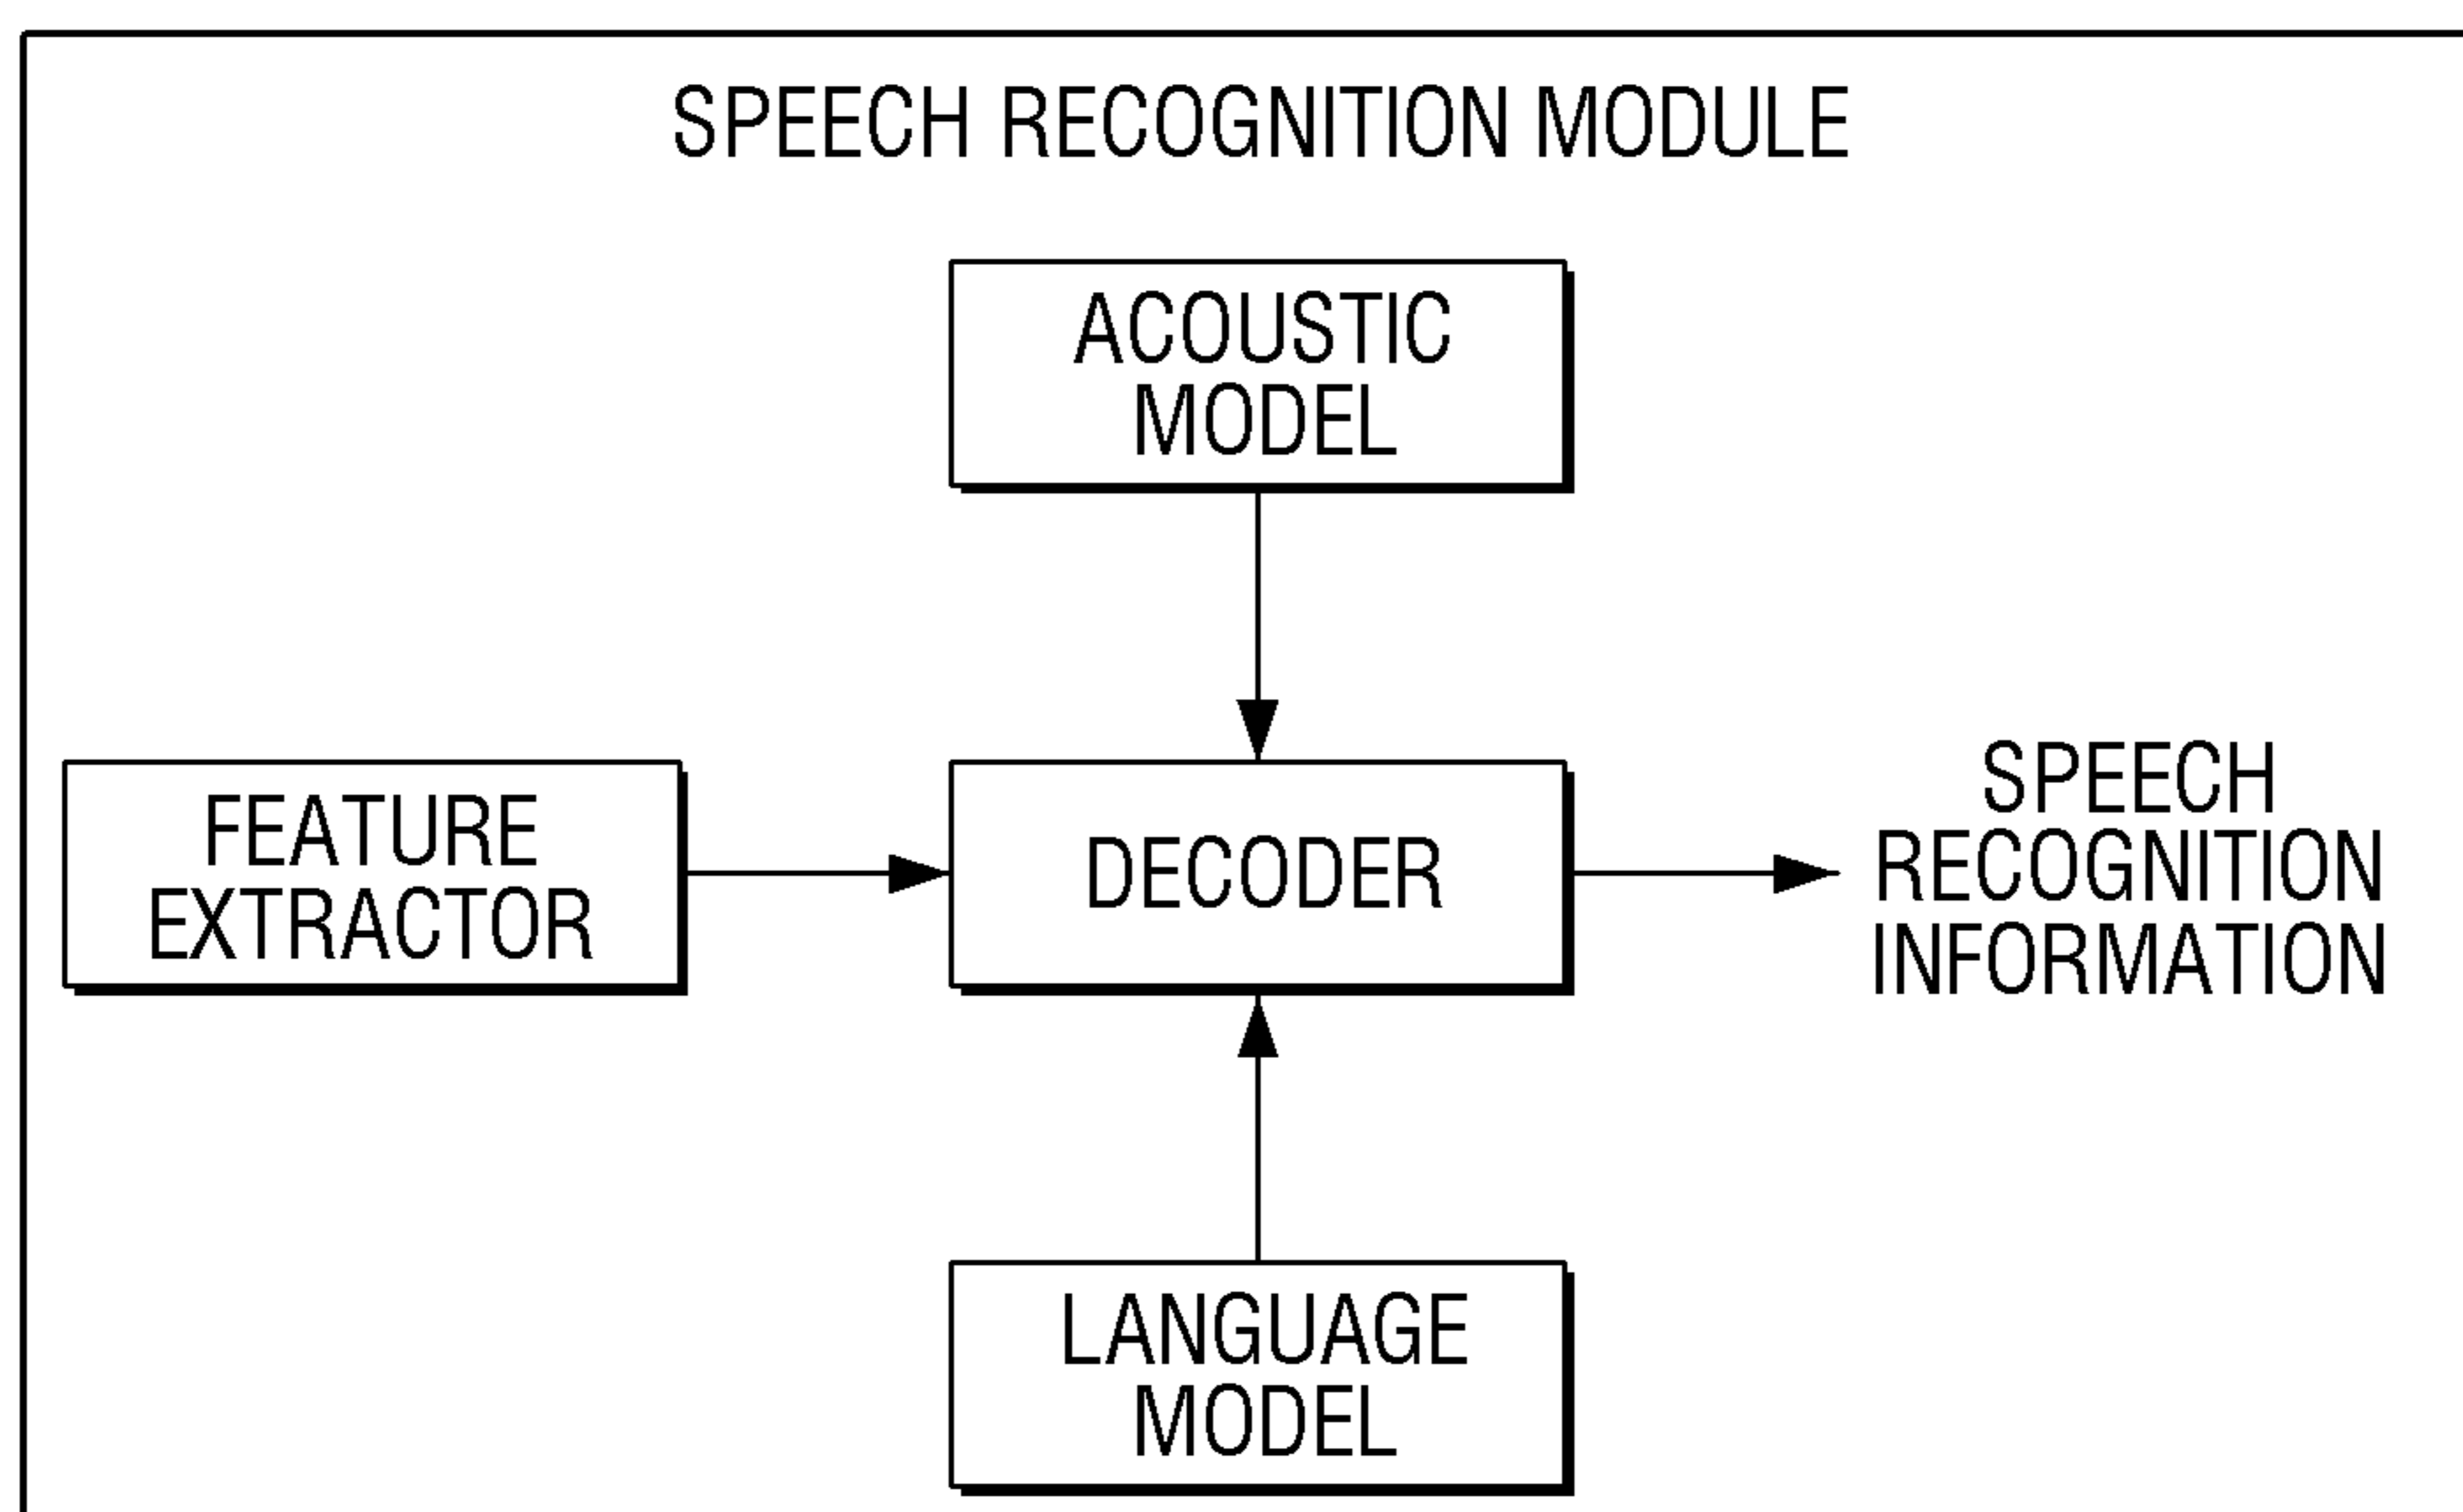 SPEECH RECOGNITION MODULE
ACOUSTIC
MODEL
FEATURE
EXTRACTOR
DECODER
SPEECH
RECOGNITION
INFORMATION
LANGUAGE
MODEL